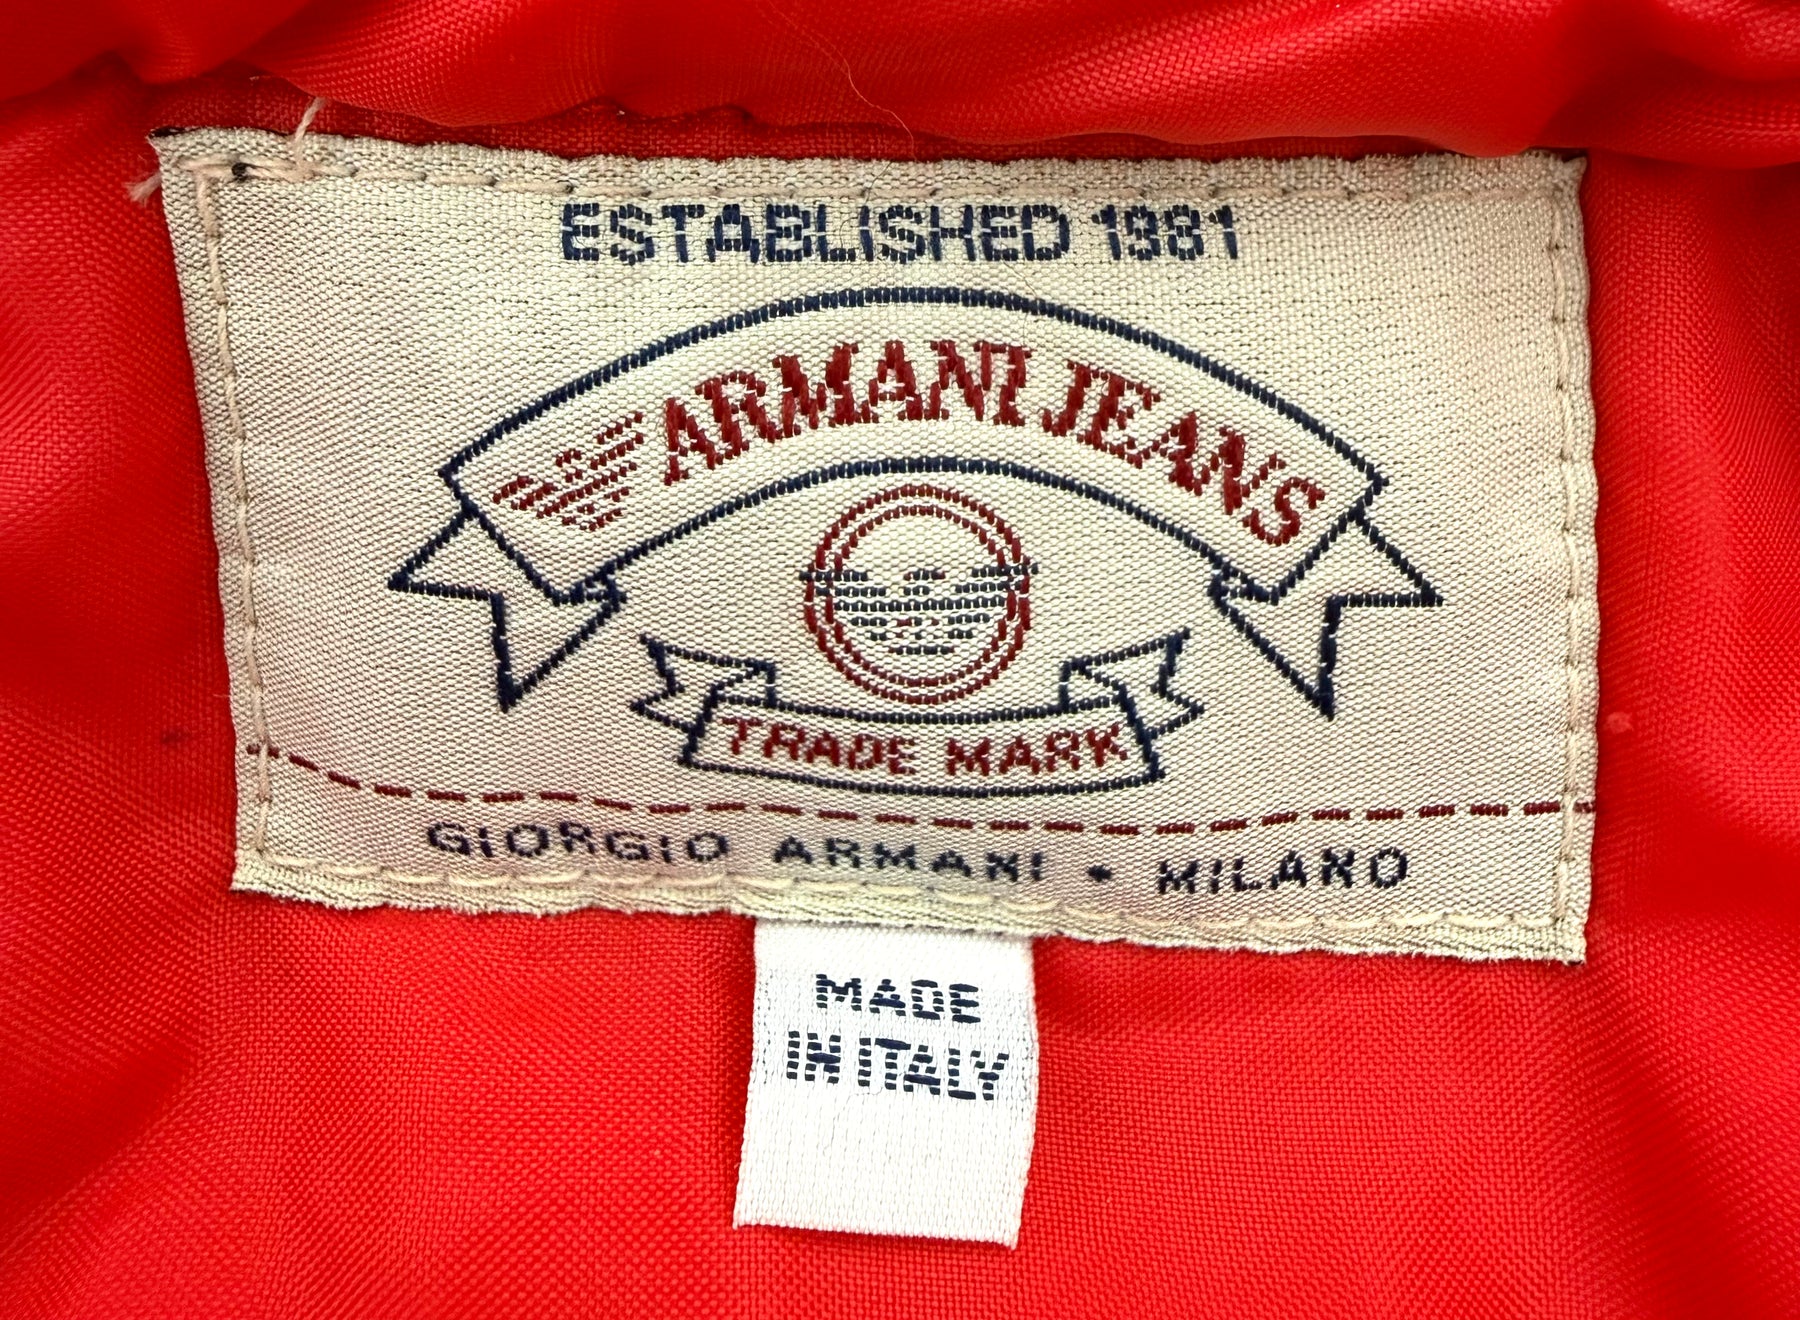 ESTABLISHED 1981
ARMANI JEANS
TRADE MARK
GIORGIO ARMANI • MILANO
MADE
IN ITALY